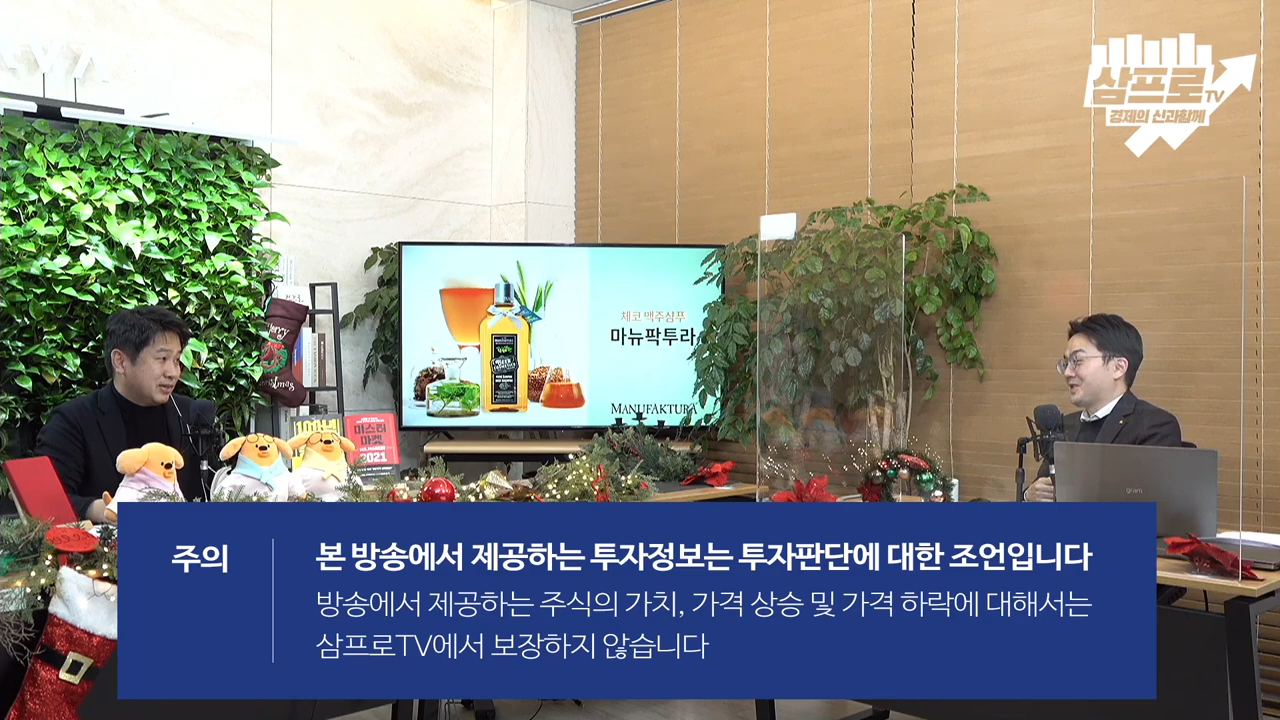 삼프로TV
경제의 신과함께
Merry
Christmas
체코 맥주샴푸
마뉴팍투라
MANUFAKTURA
BEER
미스터
마켓
2021
gram
주의
본 방송에서 제공하는 투자정보는 투자판단에 대한 조언입니다
방송에서 제공하는 주식의 가치, 가격 상승 및 가격 하락에 대해서는
삼프로TV에서 보장하지 않습니다